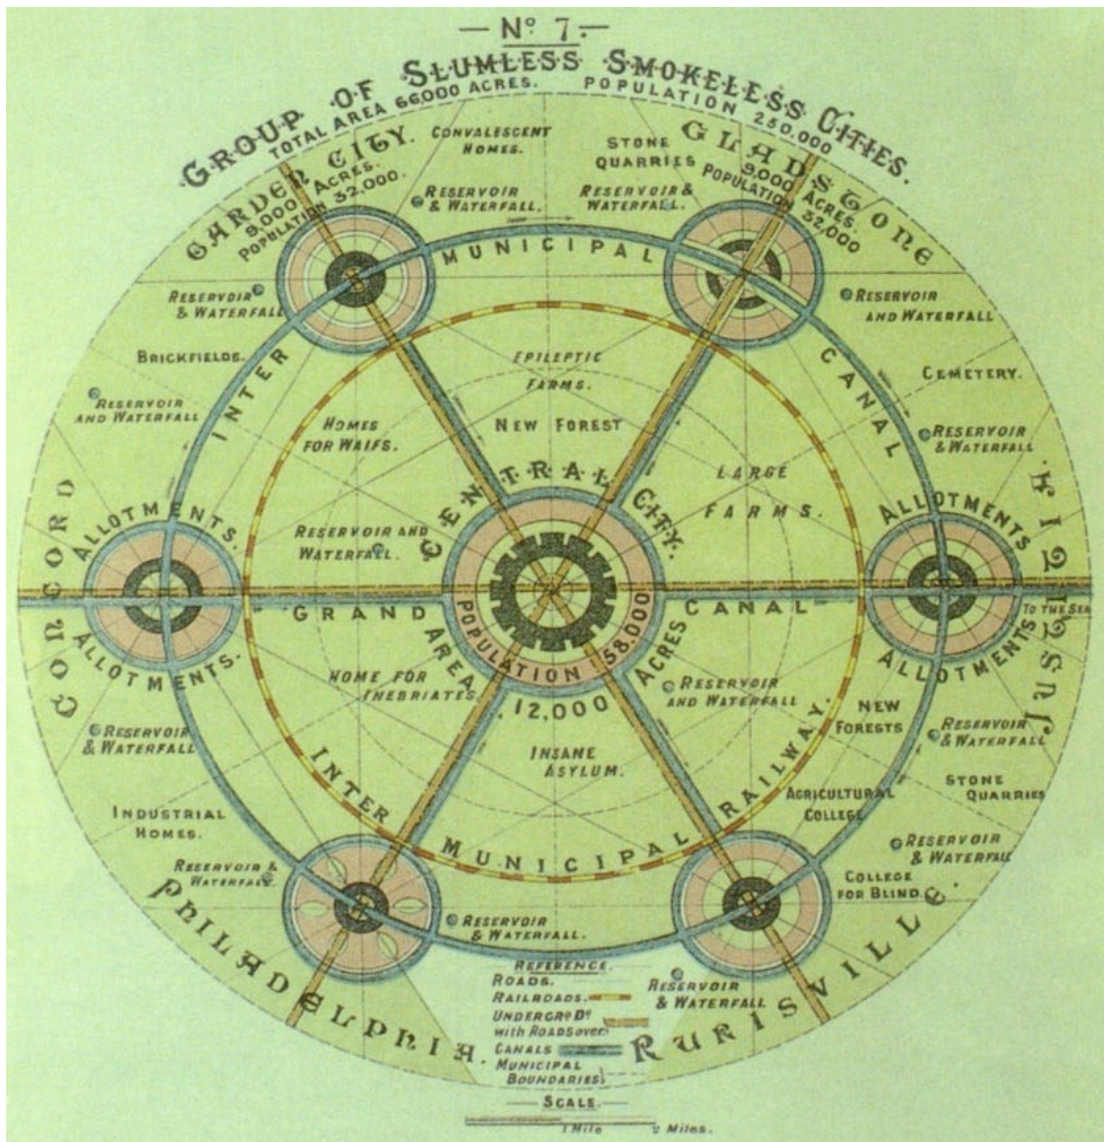 — Nº 7. —
GROUP OF SLUMLESS SMOKELESS CITIES.
TOTAL AREA 66,000 ACRES. POPULATION 250,000
GARDEN CITY.
9,000 ACRES.
POPULATION 32,000.
CONVALESCENT
HOMES.
STONE
QUARRIES
GLADSTONE
9,000 ACRES.
POPULATION
32,000
RESERVOIR
& WATERFALL.
RESERVOIR &
WATERFALL.
RESERVOIR
& WATERFALL
RESERVOIR
AND WATERFALL
INTER MUNICIPAL CANAL
BRICKFIELDS.
EPILEPTIC
FARMS.
CEMETERY.
RESERVOIR
AND WATERFALL
HOMES
FOR WAIFS.
NEW FOREST
RESERVOIR
& WATERFALL
LARGE
FARMS.
CENTRAL CITY.
CONCORD
ALLOTMENTS.
RESERVOIR AND
WATERFALL.
ALLOTMENTS
JUSTITIA
GRAND CANAL
TO THE SEA
POPULATION 58.000
AREA 12,000 ACRES
ALLOTMENTS.
ALLOTMENTS
HOME FOR
INEBRIATES.
RESERVOIR
AND WATERFALL
NEW
FORESTS
RESERVOIR
& WATERFALL
RESERVOIR
& WATERFALL
INSANE
ASYLUM.
STONE
QUARRIES
AGRICULTURAL
COLLEGE
INDUSTRIAL
HOMES.
INTER MUNICIPAL RAILWAY.
RESERVOIR
& WATERFALL
RESERVOIR &
WATERFALL
COLLEGE
FOR BLIND.
RESERVOIR
& WATERFALL.
PHILADELPHIA.
RURISVILLE.
RESERVOIR
& WATERFALL
REFERENCE.
ROADS.
RAILROADS.
UNDERGRD Dº
with ROADS over
CANALS
MUNICIPAL
BOUNDARIES
— SCALE. —
1 Mile 2 Miles.